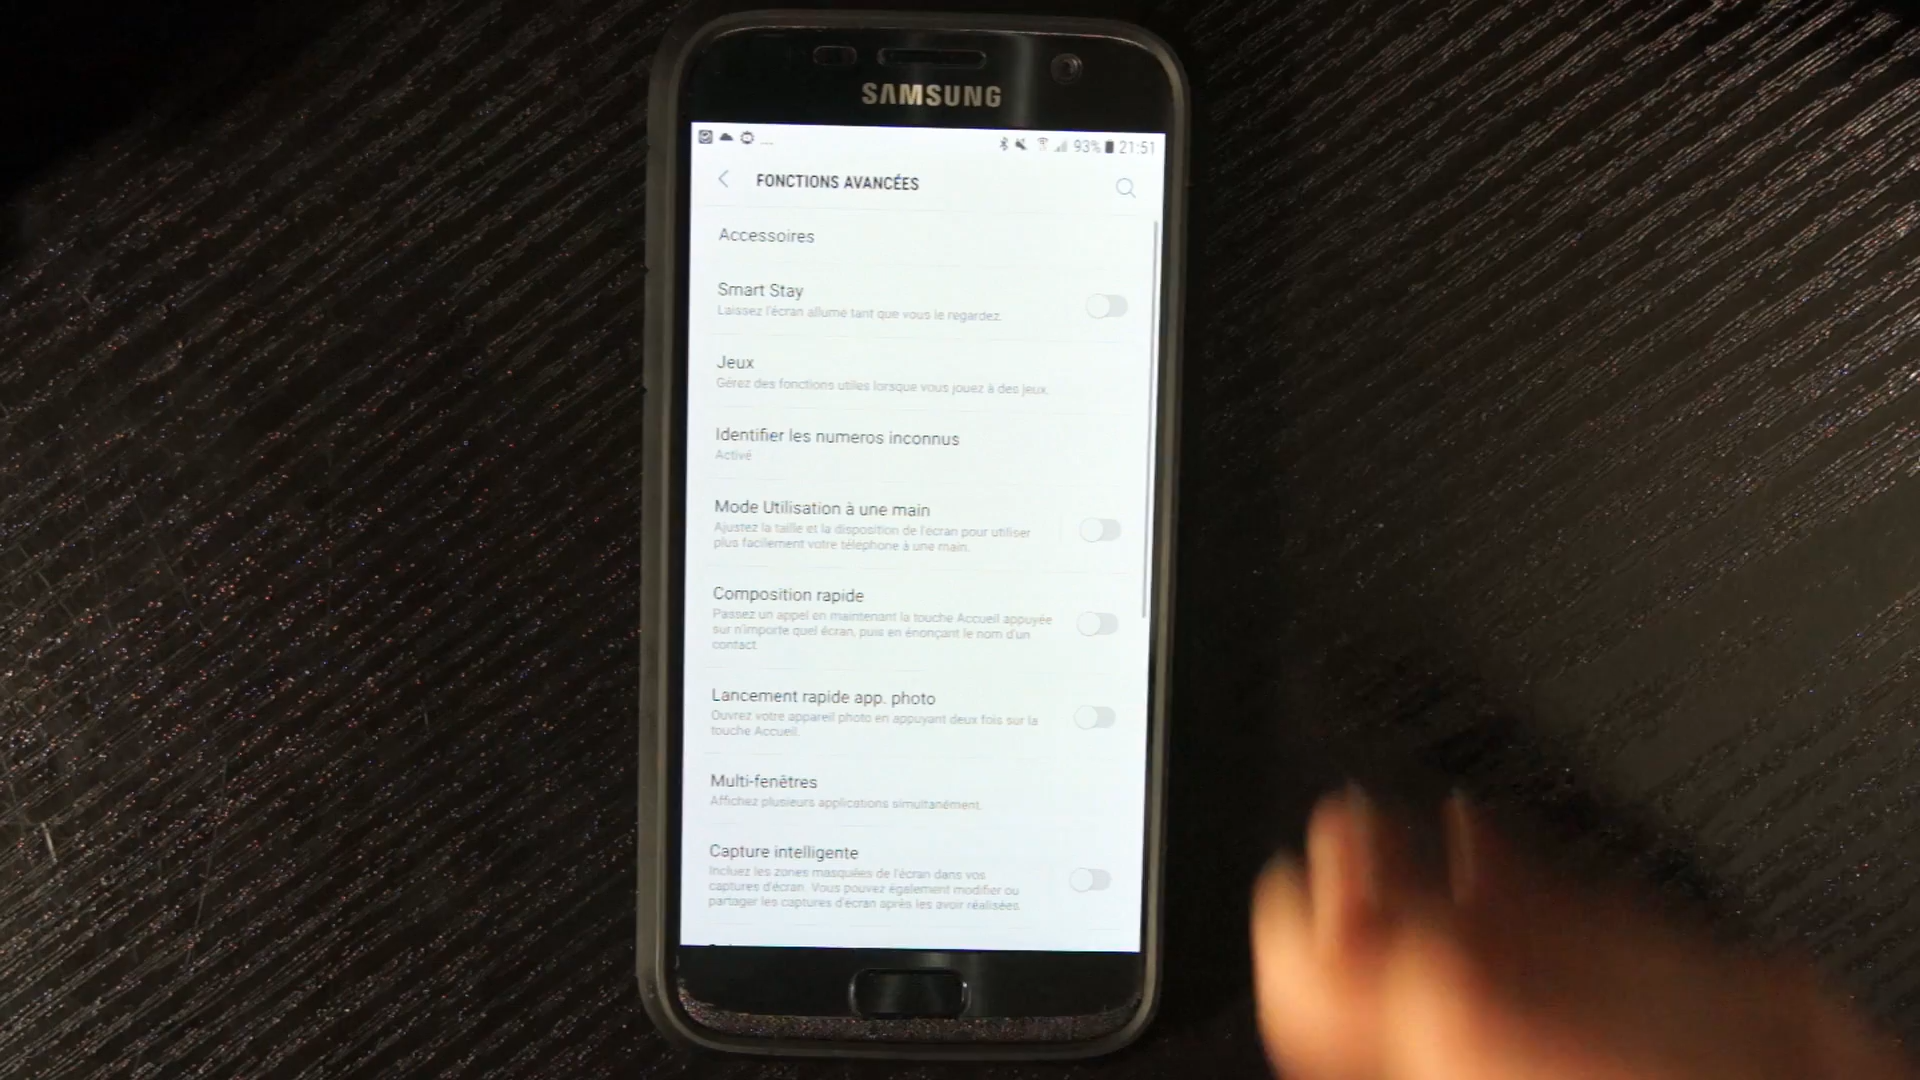 SAMSUNG
93% 21:51
FONCTIONS AVANCÉES
Accessoires
Smart Stay
Laissez l'écran allumé tant que vous le regardez.
Jeux
Gérez des fonctions utiles lorsque vous jouez à des jeux.
Identifier les numeros inconnus
Activé
Mode Utilisation à une main
Ajustez la taille et la disposition de l'écran pour utiliser
plus facilement votre téléphone à une main.
Composition rapide
Passez un appel en maintenant la touche Accueil appuyée
sur n'importe quel écran, puis en énonçant le nom d'un
contact
Lancement rapide app. photo
Ouvrez votre appareil photo en appuyant deux fois sur la
touche Accueil.
Multi-fenêtres
Affichez plusieurs applications simultanément.
Capture intelligente
Incluez les zones masquées de l'écran dans vos
captures d'écran. Vous pouvez également modifier ou
partager les captures d'écran après les avoir réalisées.